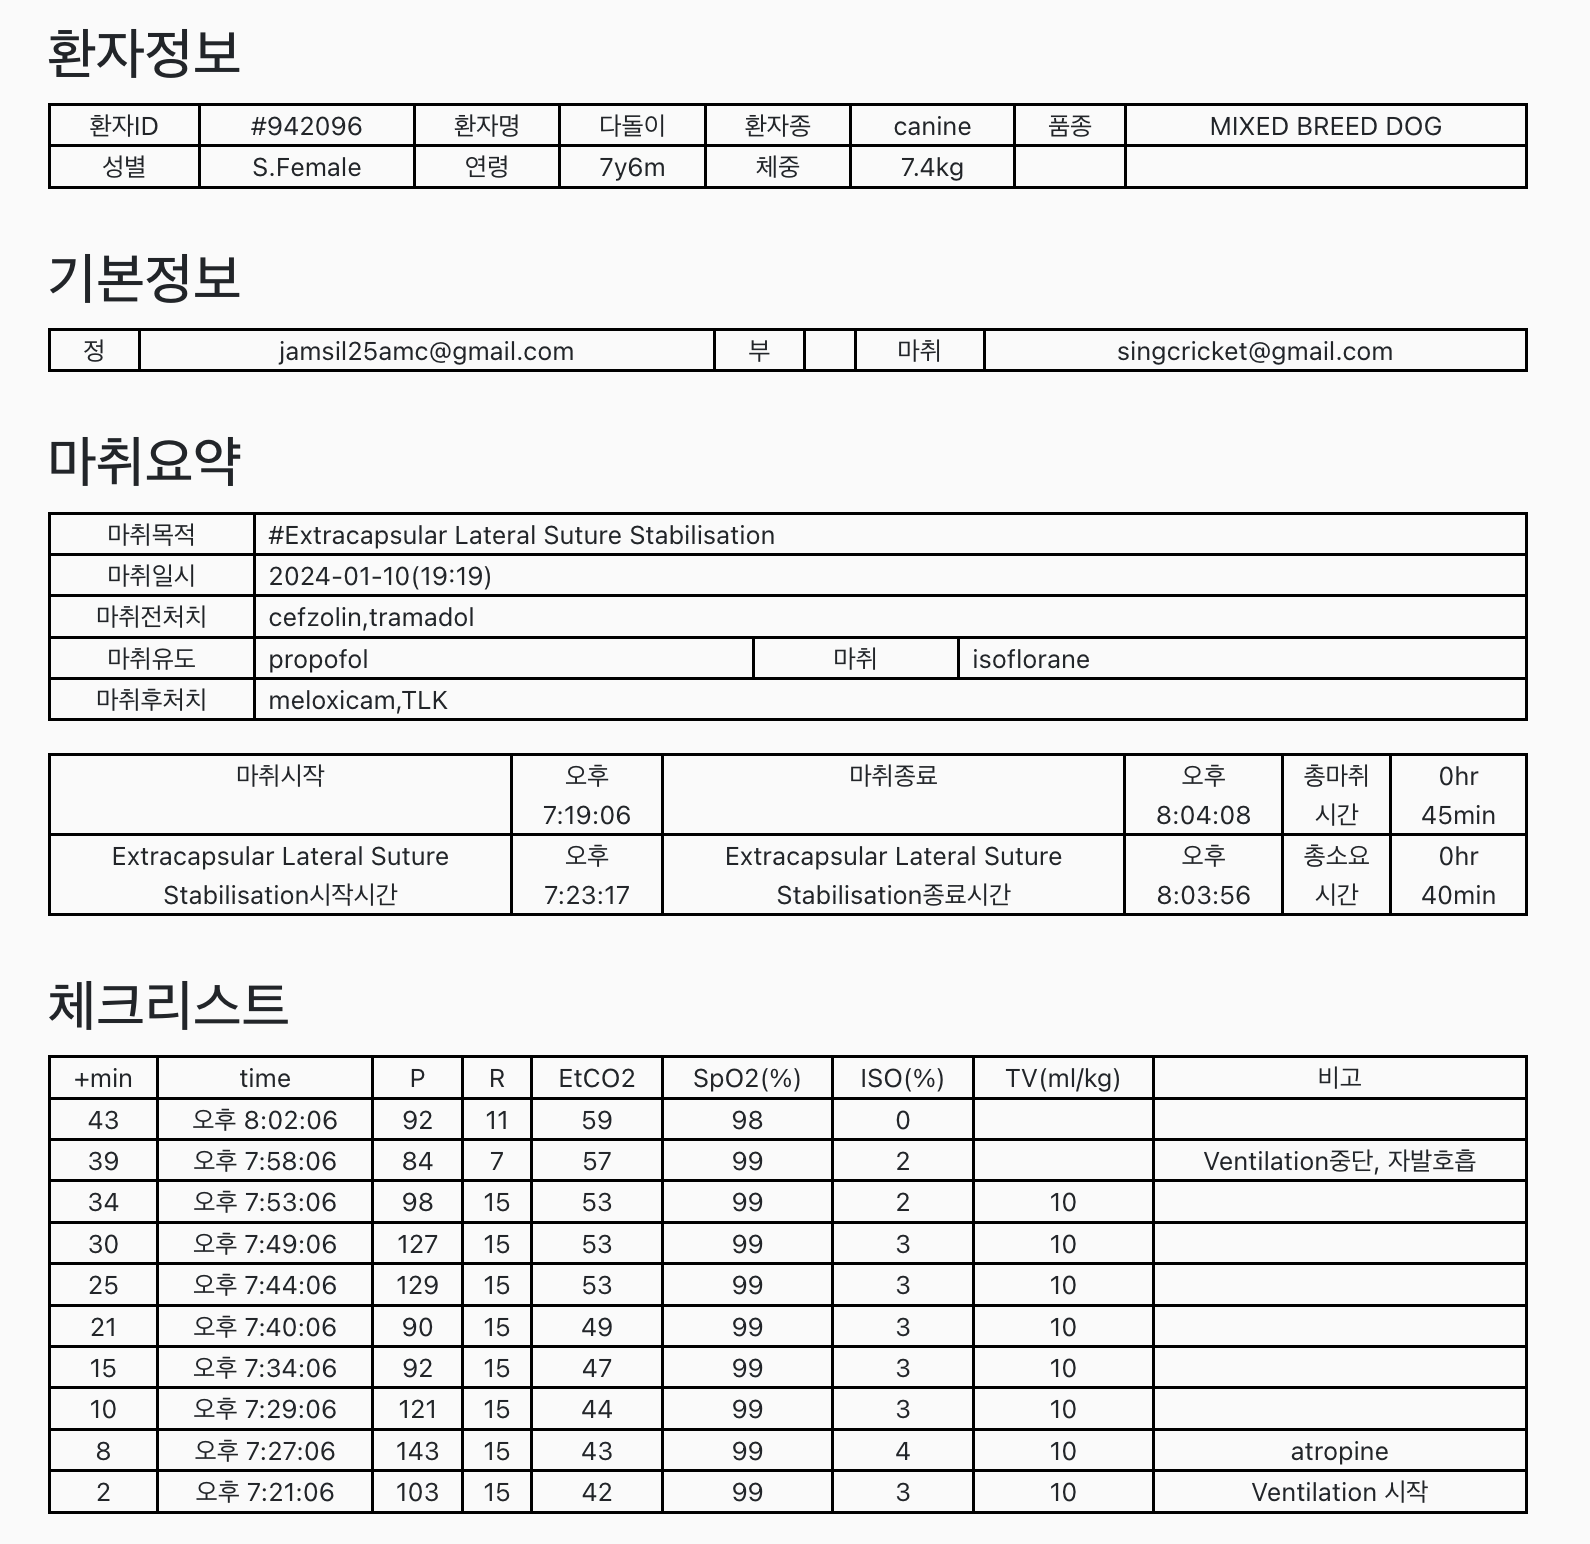 환자정보
환자ID #942096 환자명 다돌이 환자종 canine 품종 MIXED BREED DOG
성별 S.Female 연령 7y6m 체중 7.4kg
기본정보
정 jamsil25amc@gmail.com 부 마취 singcricket@gmail.com
마취요약
마취목적 #Extracapsular Lateral Suture Stabilisation
마취일시 2024-01-10(19:19)
마취전처치 cefzolin,tramadol
마취유도 propofol 마취 isoflorane
마취후처치 meloxicam,TLK
마취시작 오후 마취종료 오후 총마취 0hr
7:19:06 8:04:08 시간 45min
Extracapsular Lateral Suture 오후 Extracapsular Lateral Suture 오후 총소요 0hr
Stabilisation시작시간 7:23:17 Stabilisation종료시간 8:03:56 시간 40min
체크리스트
+min time P R EtCO2 SpO2(%) ISO(%) TV(ml/kg) 비고
43 오후 8:02:06 92 11 59 98 0
39 오후 7:58:06 84 7 57 99 2 Ventilation중단, 자발호흡
34 오후 7:53:06 98 15 53 99 2 10
30 오후 7:49:06 127 15 53 99 3 10
25 오후 7:44:06 129 15 53 99 3 10
21 오후 7:40:06 90 15 49 99 3 10
15 오후 7:34:06 92 15 47 99 3 10
10 오후 7:29:06 121 15 44 99 3 10
8 오후 7:27:06 143 15 43 99 4 10 atropine
2 오후 7:21:06 103 15 42 99 3 10 Ventilation 시작